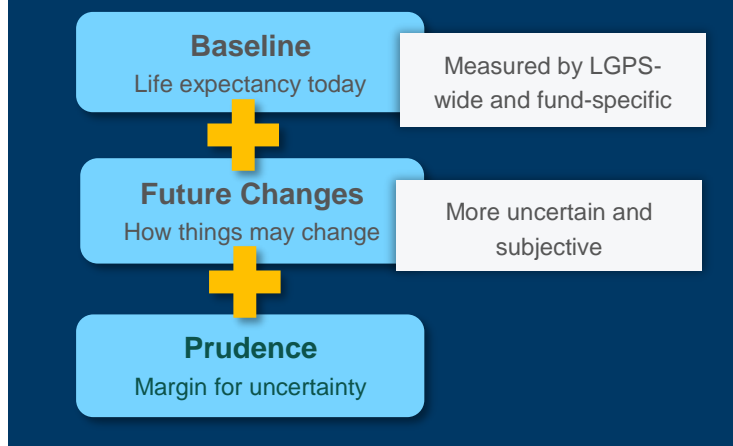 Baseline
Life expectancy today
Measured by LGPS-
wide and fund-specific
Future Changes
How things may change
More uncertain and
subjective
Prudence
Margin for uncertainty